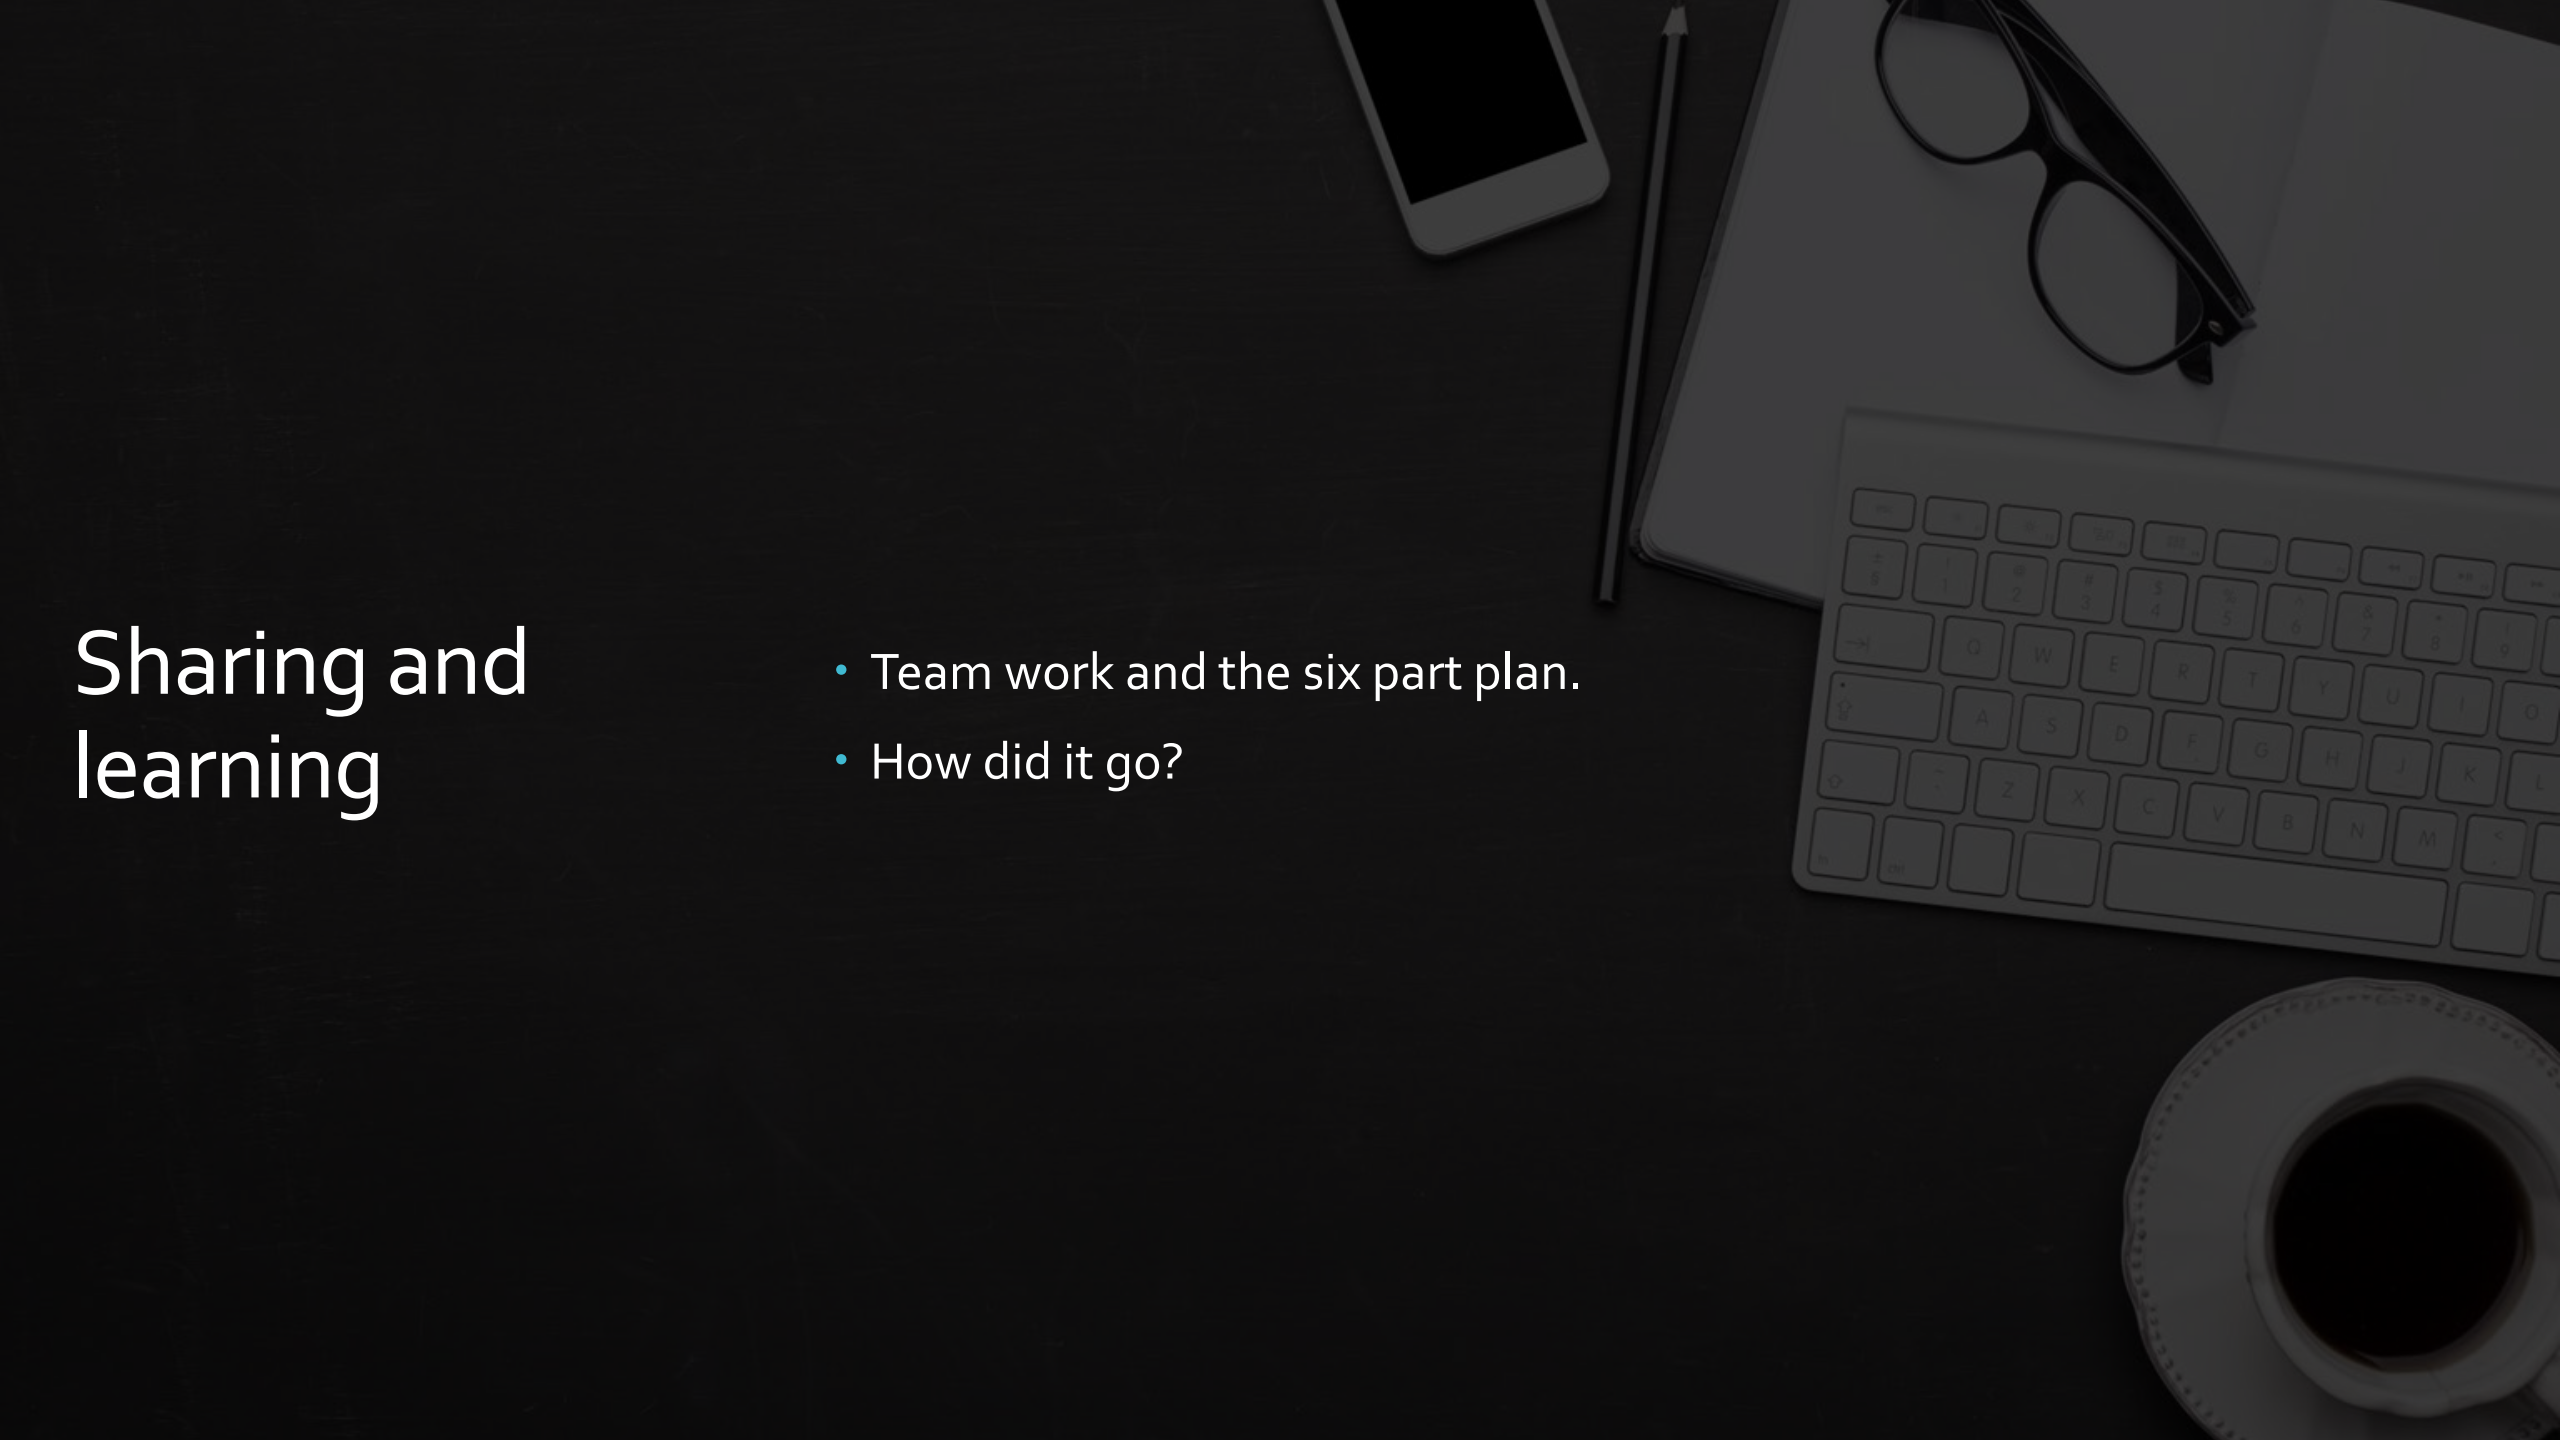 Sharing and
learning
• Team work and the six part plan.
• How did it go?